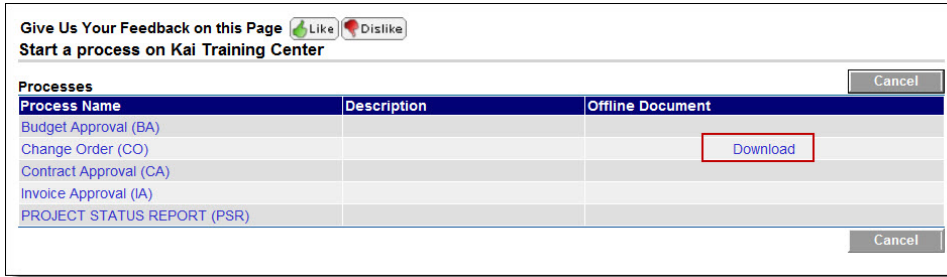 Give Us Your Feedback on this Page Like Dislike
Start a process on Kai Training Center
Processes Cancel
Process Name Description Offline Document
Budget Approval (BA)
Change Order (CO) Download
Contract Approval (CA)
Invoice Approval (IA)
PROJECT STATUS REPORT (PSR)
Cancel